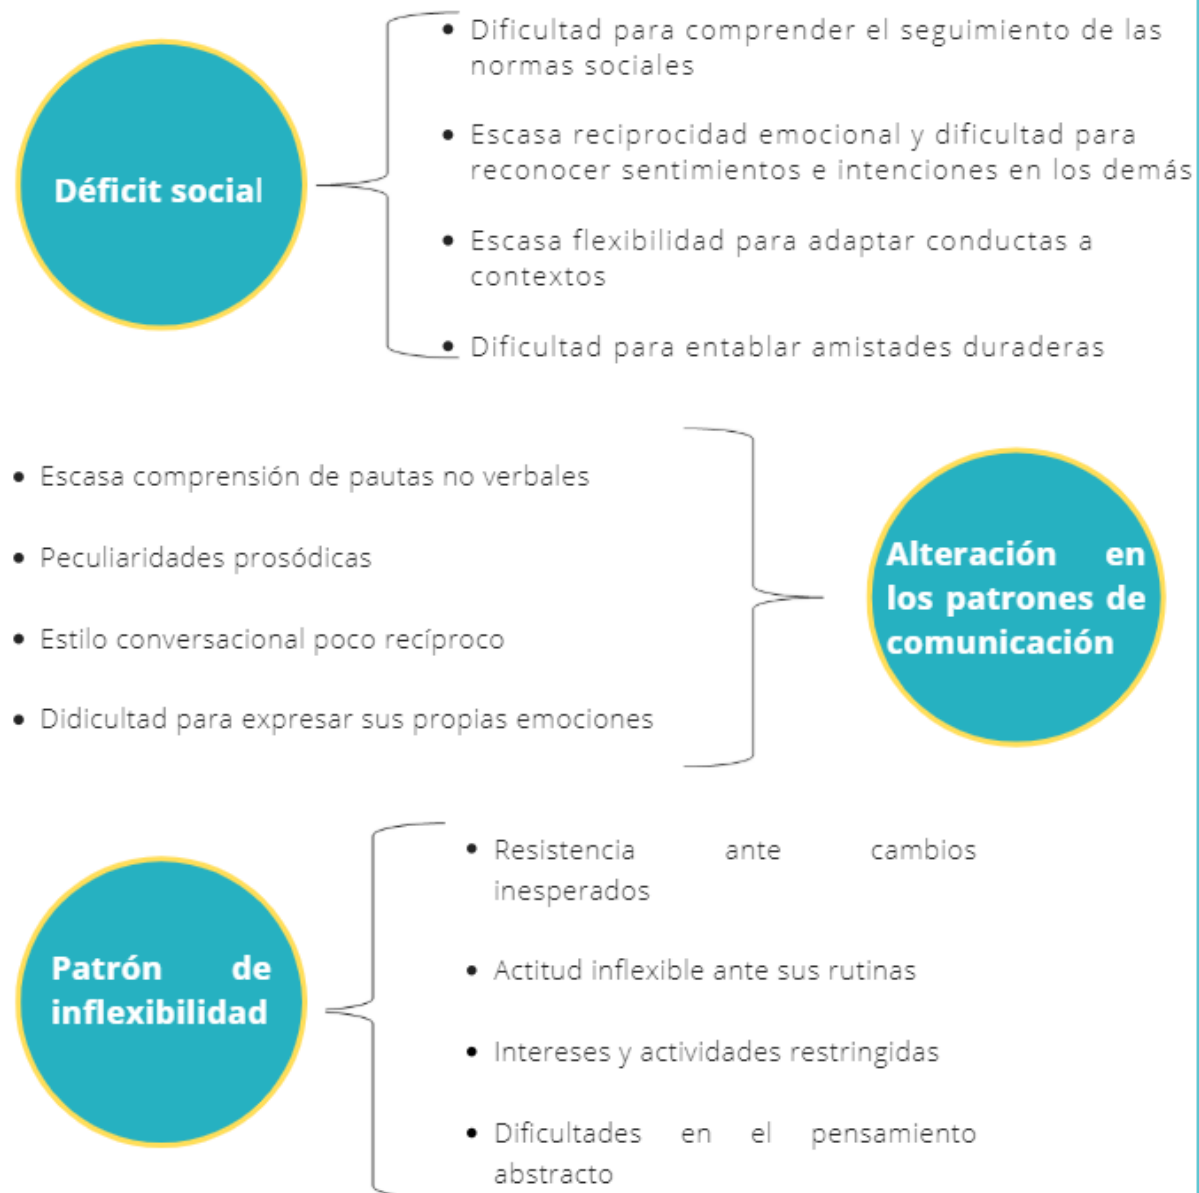 Déficit social
Dificultad para comprender el seguimiento de las
normas sociales
Escasa reciprocidad emocional y dificultad para
reconocer sentimientos e intenciones en los demás
Escasa flexibilidad para adaptar conductas a
contextos
Dificultad para entablar amistades duraderas
Escasa comprensión de pautas no verbales
Peculiaridades prosódicas
Estilo conversacional poco recíproco
Didicultad para expresar sus propias emociones
Alteración en
los patrones de
comunicación
Patrón de
inflexibilidad
Resistencia ante cambios
inesperados
Actitud inflexible ante sus rutinas
Intereses y actividades restringidas
Dificultades en el pensamiento
abstracto